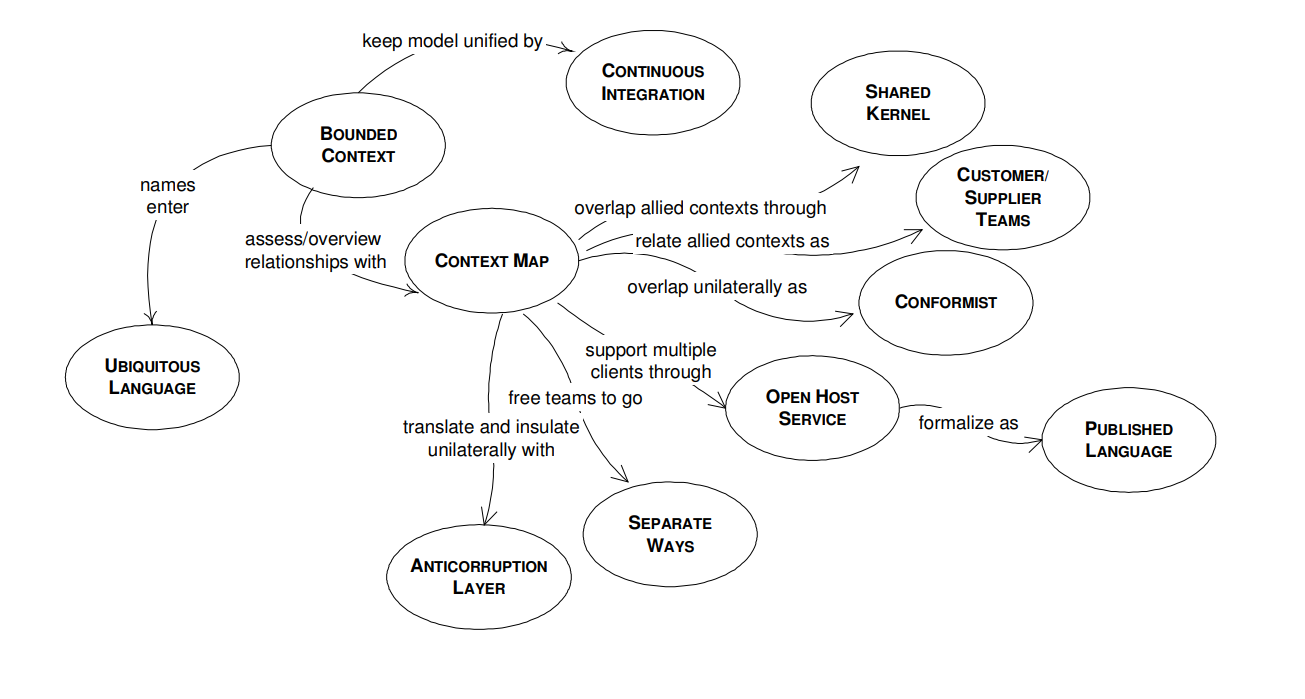 keep model unified by
CONTINUOUS
INTEGRATION
SHARED
KERNEL
BOUNDED
CONTEXT
CUSTOMER/
SUPPLIER
TEAMS
names
enter
overlap allied contexts through
assess/overview
relationships with
relate allied contexts as
CONTEXT MAP
overlap unilaterally as
CONFORMIST
support multiple
clients through
UBIQUITOUS
LANGUAGE
free teams to go
OPEN HOST
SERVICE
formalize as
PUBLISHED
LANGUAGE
translate and insulate
unilaterally with
SEPARATE
WAYS
ANTICORRUPTION
LAYER